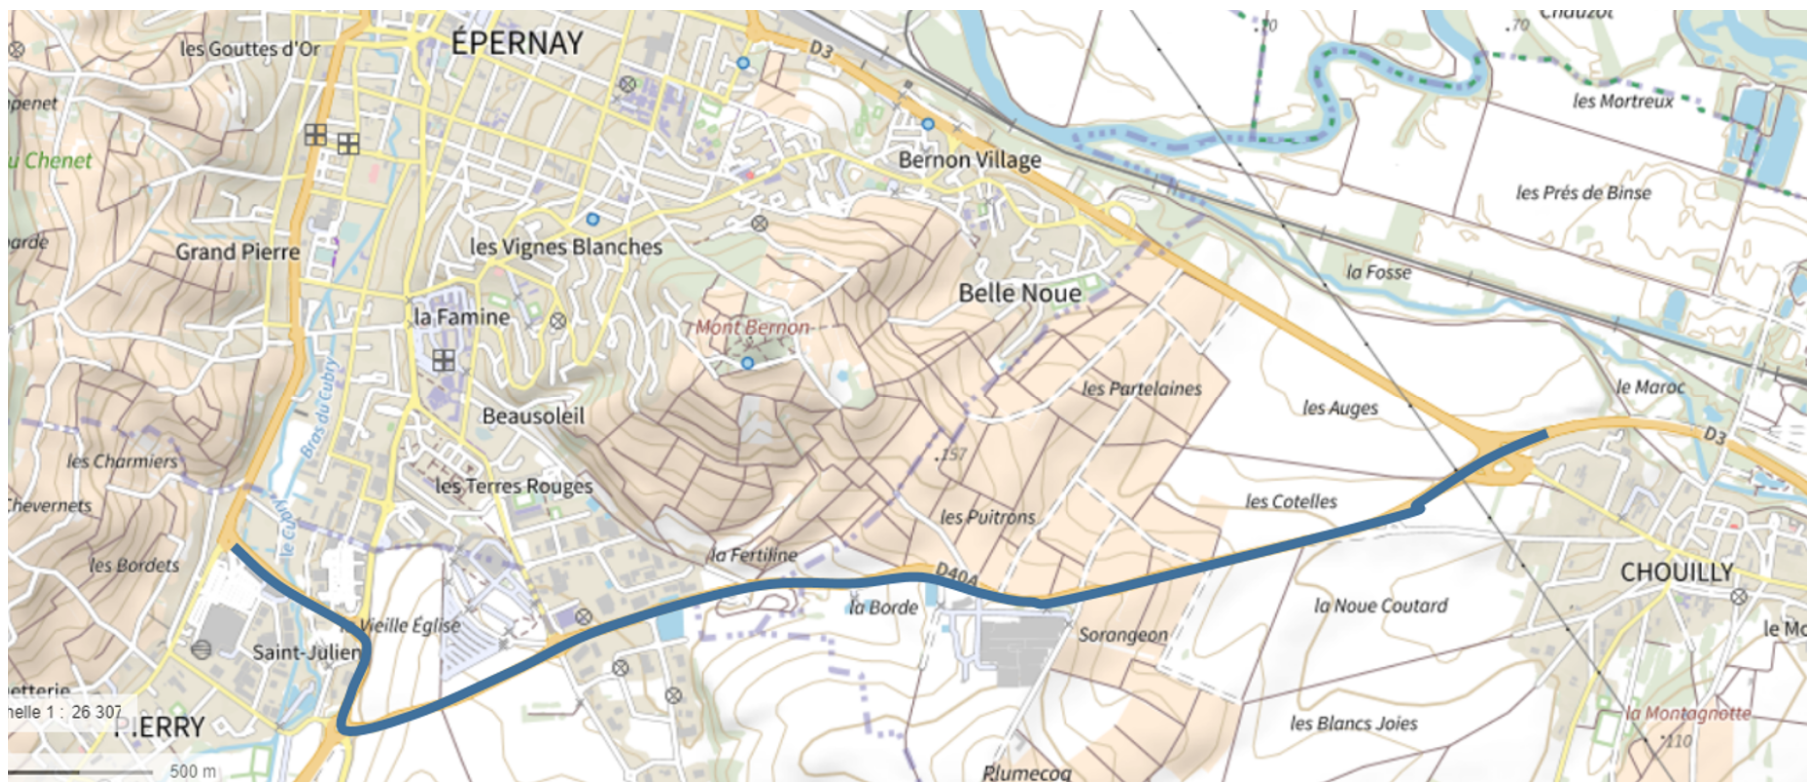 Chauzot
.70
.70
ÉPERNAY
les Gouttes d'Or
D3
les Mortreux
u Chenet
Bernon Village
les Prés de Binse
Grand Pierre
les Vignes Blanches
la Fosse
Belle Noue
la Famine
Mont Bernon
les Partelaines
le Maroc
Bras du Cubry
Beausoleil
les Auges
D3
les Charmiers
.157
les Terres Rouges
les Cotelles
Chevernets
les Puitrons
le Cubry
les Bordets
la Fertiline
D40A
CHOUILLY
la Borde
la Noue Coutard
Vieille Église
Sorangeon
Saint-Julien
etterie
helle 1 : 26 307
la Montagnotte
les Blancs Joies
.110
500 m
Plumecoq